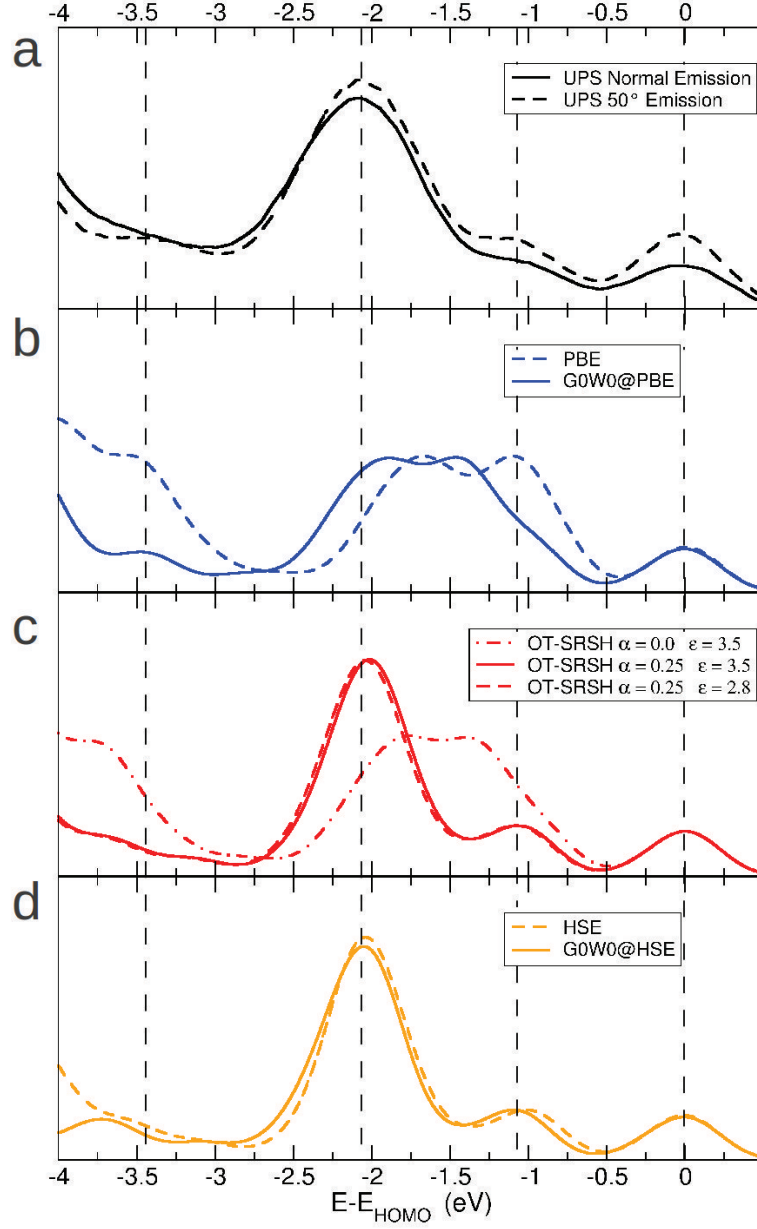 -4 -3.5 -3 -2.5 -2 -1.5 -1 -0.5 0
a
UPS Normal Emission
UPS 50° Emission
b
PBE
G0W0@PBE
c
OT-SRSH α = 0.0 ε = 3.5
OT-SRSH α = 0.25 ε = 3.5
OT-SRSH α = 0.25 ε = 2.8
d
HSE
G0W0@HSE
-4 -3.5 -3 -2.5 -2 -1.5 -1 -0.5 0
E-E_HOMO (eV)